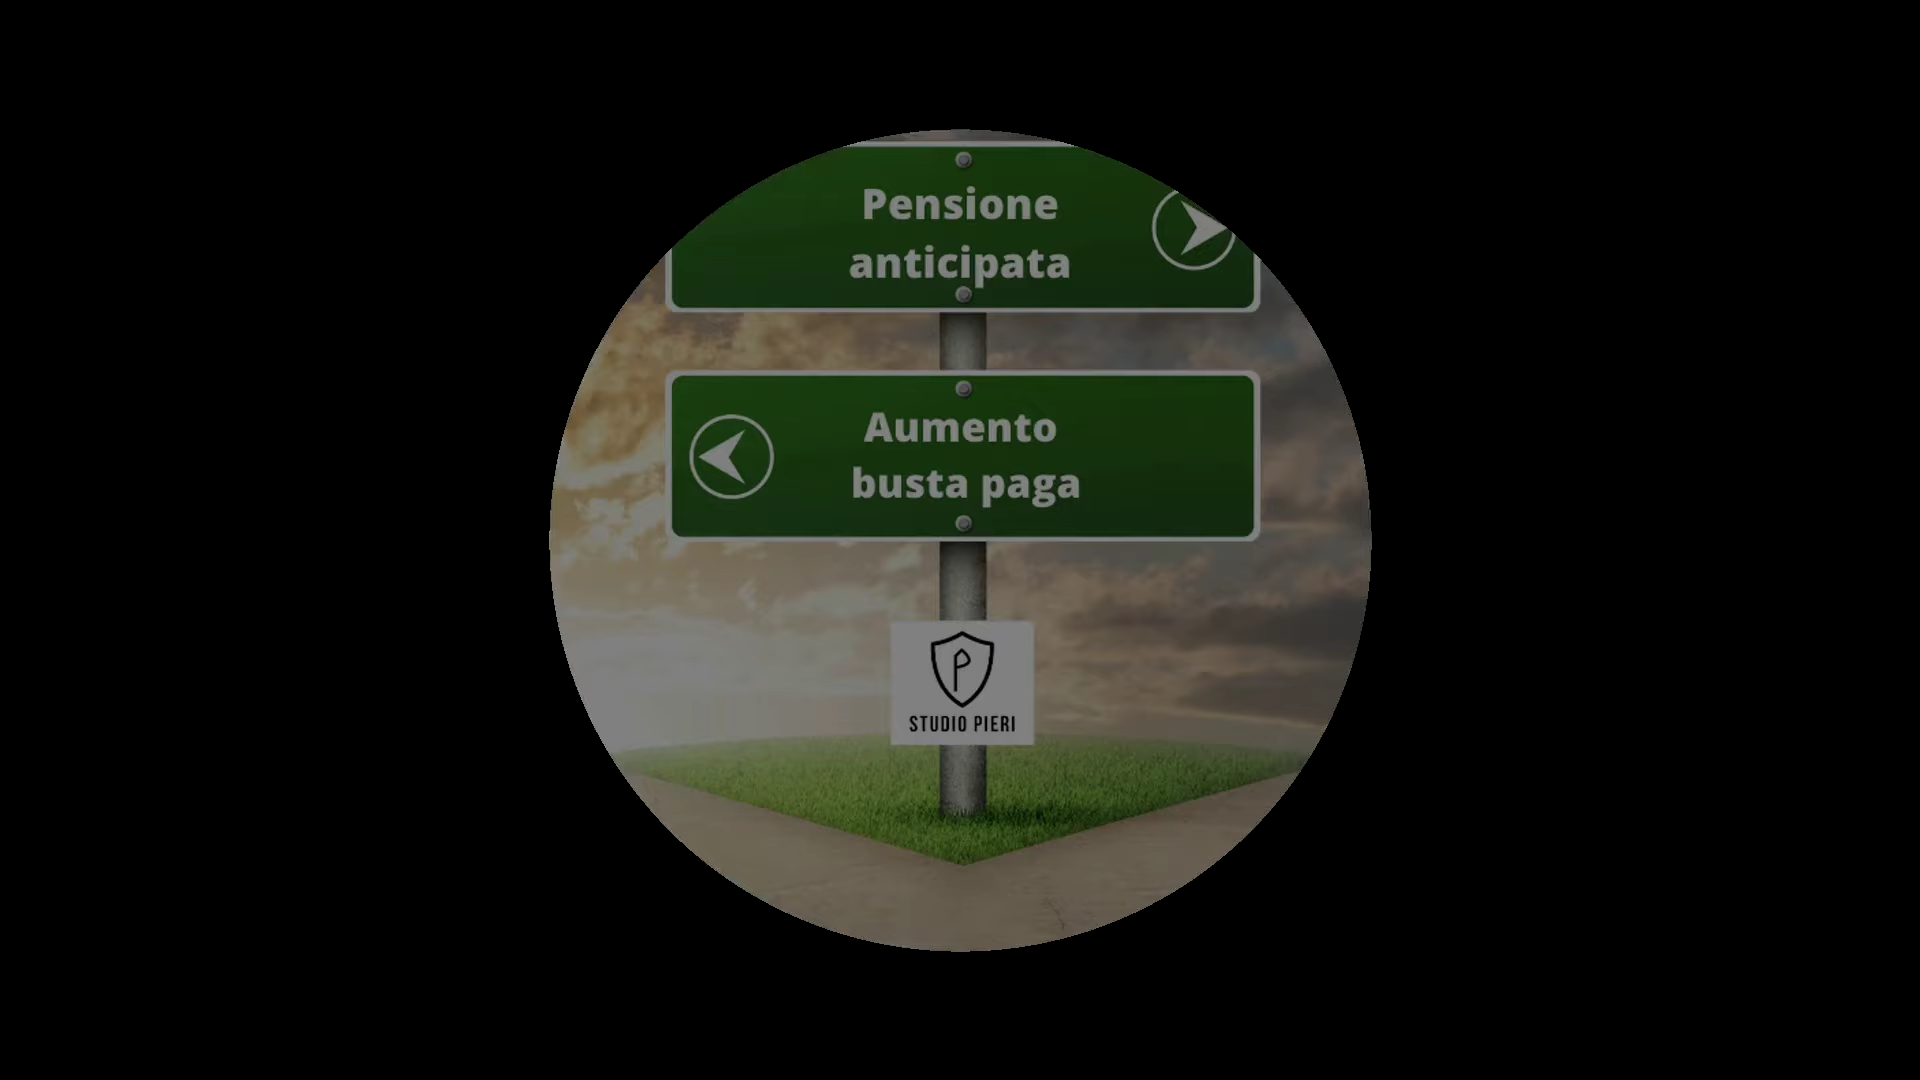 Pensione
anticipata
Aumento
busta paga
P
STUDIO PIERI